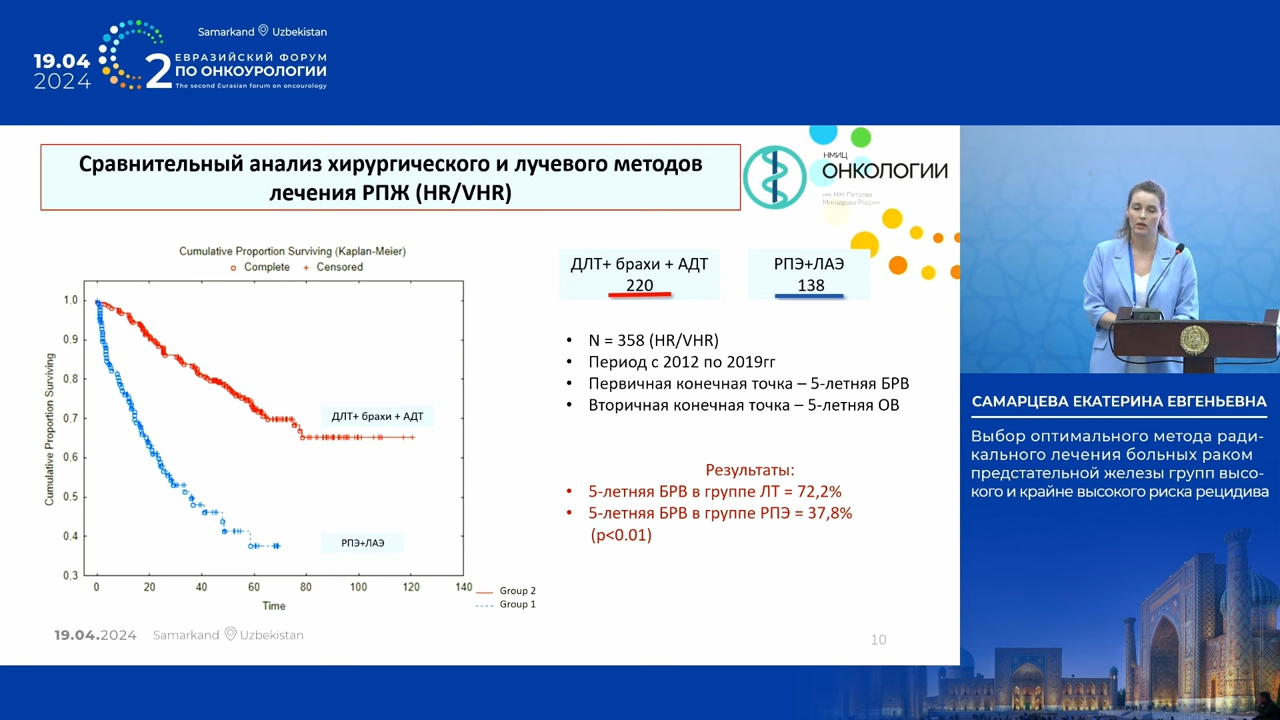 Samarkand Uzbekistan
19.04
2024
2
ЕВРАЗИЙСКИЙ ФОРУМ
ПО ОНКОУРОЛОГИИ
The second Eurasian forum on oncourology
Сравнительный анализ хирургического и лучевого методов
лечения РПЖ (HR/VHR)
НМИЦ
ОНКОЛОГИИ
им НН Петрова
Минздрава России
Cumulative Proportion Surviving (Kaplan-Meier)
Complete + Censored
Cumulative Proportion Surviving
1,0
0,9
0,8
0,7
0,6
0,5
0,4
0,3
0 20 40 60 80 100 120 140
Time
ДЛТ+ брахи + АДТ
РПЭ+ЛАЭ
Group 2
Group 1
ДЛТ+ брахи + АДТ
220
РПЭ+ЛАЭ
138
• N = 358 (HR/VHR)
• Период с 2012 по 2019гг
• Первичная конечная точка – 5-летняя БРВ
• Вторичная конечная точка – 5-летняя ОВ
Результаты:
• 5-летняя БРВ в группе ЛТ = 72,2%
• 5-летняя БРВ в группе РПЭ = 37,8%
(p<0.01)
19.04.2024 Samarkand Uzbekistan
10
САМАРЦЕВА ЕКАТЕРИНА ЕВГЕНЬЕВНА
Выбор оптимального метода ради-
кального лечения больных раком
предстательной железы групп высо-
кого и крайне высокого риска рецидива